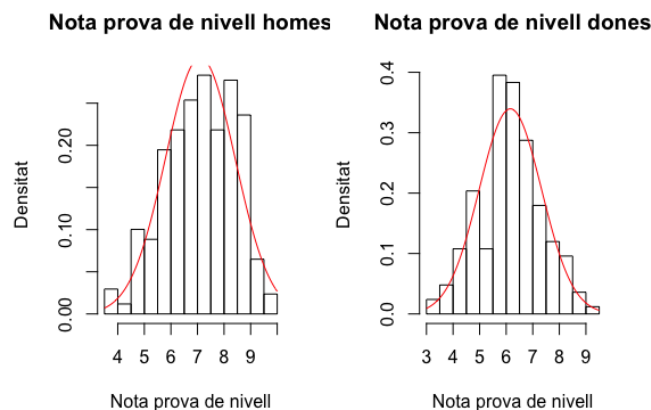 Nota prova de nivell homes
Densitat
0.20
0.10
0.00
4 5 6 7 8 9
Nota prova de nivell
Nota prova de nivell dones
Densitat
0.4
0.3
0.2
0.1
0.0
3 4 5 6 7 8 9
Nota prova de nivell